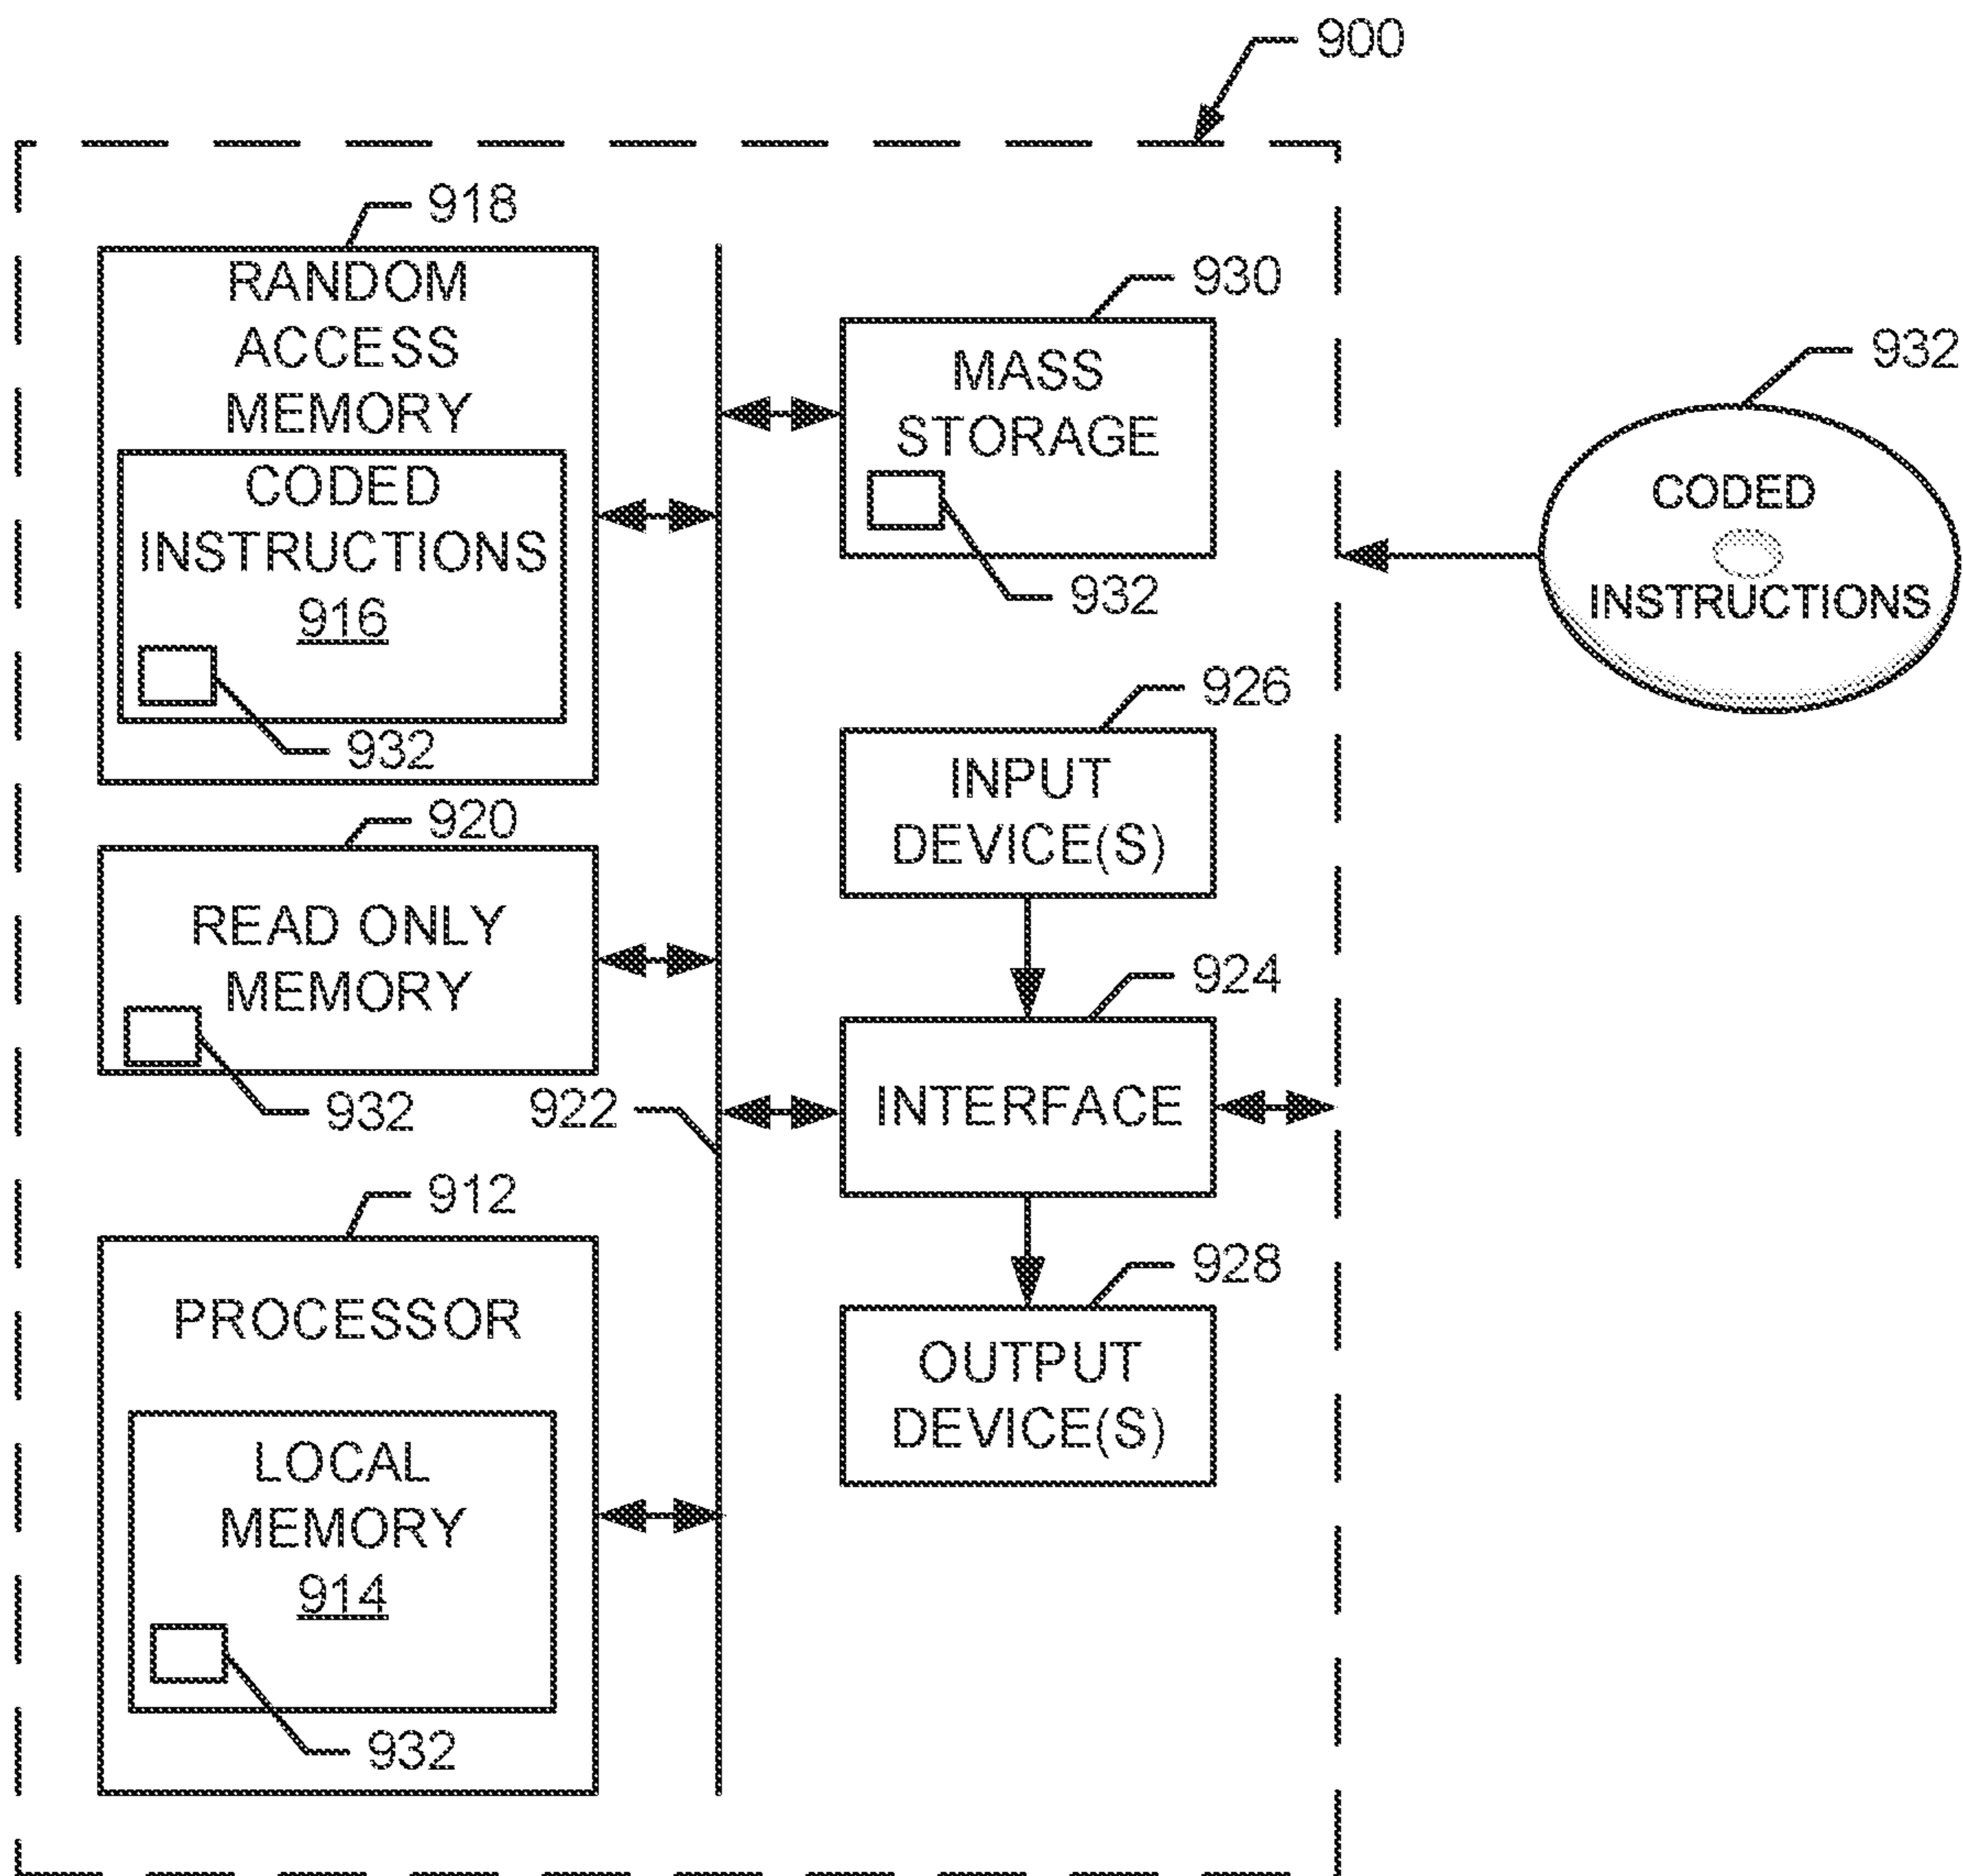 900
918
RANDOM
ACCESS
MEMORY
CODED
INSTRUCTIONS
916
932
920
READ ONLY
MEMORY
932
922
912
PROCESSOR
LOCAL
MEMORY
914
932
930
MASS
STORAGE
932
926
INPUT
DEVICE(S)
924
INTERFACE
928
OUTPUT
DEVICE(S)
932
CODED
INSTRUCTIONS